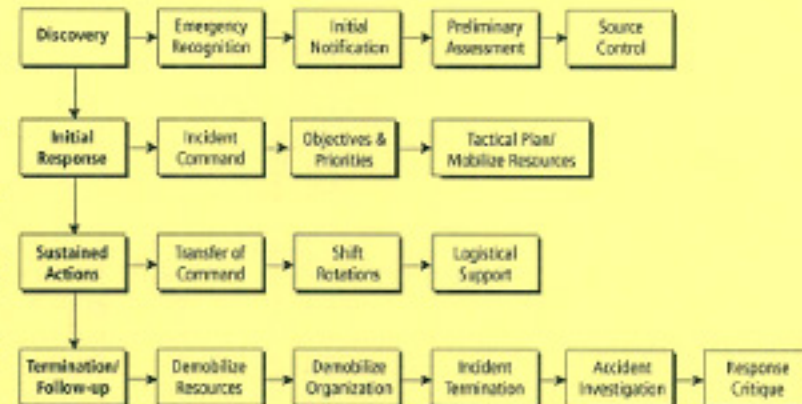 Discovery
Emergency
Recognition
Initial
Notification
Preliminary
Assessment
Source
Control
Initial
Response
Incident
Command
Objectives &
Priorities
Tactical Plan/
Mobilize Resources
Sustained
Actions
Transfer of
Command
Shift
Rotations
Logistical
Support
Termination/
Follow-up
Demobilize
Resources
Demobilize
Organization
Incident
Termination
Accident
Investigation
Response
Critique